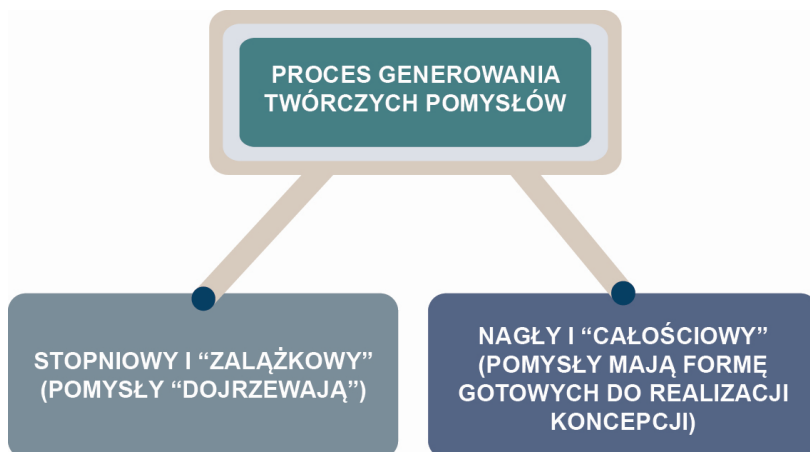 PROCES GENEROWANIA
TWÓRCZYCH POMYSŁÓW
STOPNIOWY I “ZALĄŻKOWY”
(POMYSŁY “DOJRZEWAJĄ”)
NAGŁY I “CAŁOŚCIOWY”
(POMYSŁY MAJĄ FORMĘ
GOTOWYCH DO REALIZACJI
KONCEPCJI)